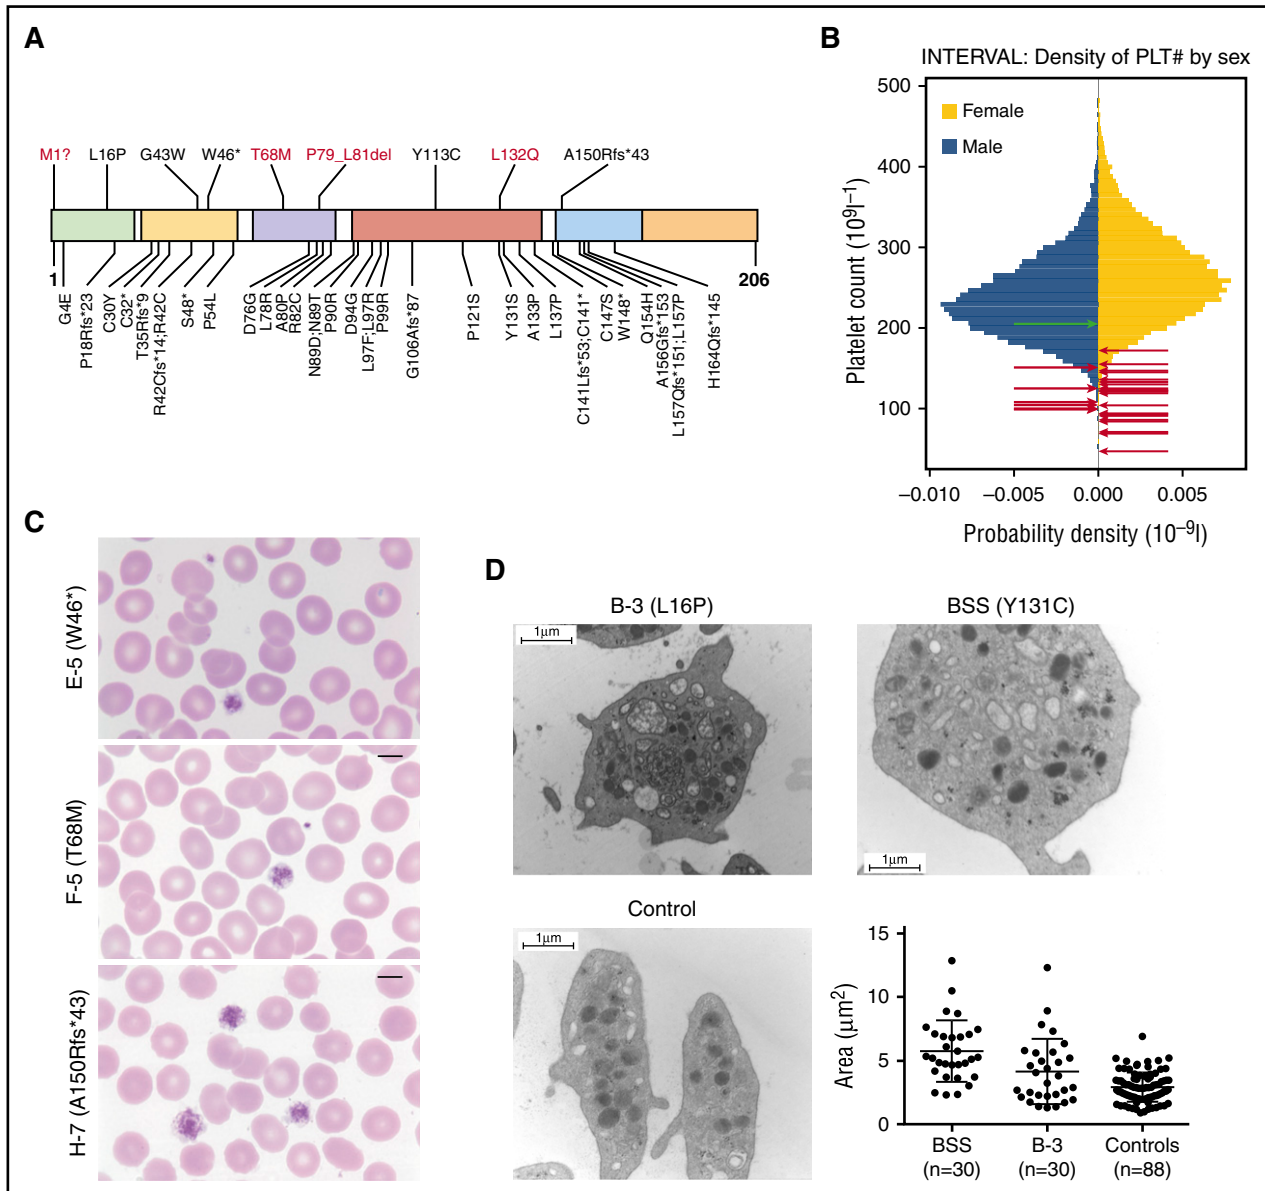 A
M1? L16P G43W W46* T68M P79_L81del Y113C L132Q A150Rfs*43
1
206
G4E
P18Rfs*23
C30Y
C32*
T35Rfs*9
R42Cfs*14;R42C
S48*
P54L
D76G
L78R
A80P
R82C
N89D;N89T
P90R
D94G
L97F;L97R
P99R
G106Afs*87
P121S
Y131S
A133P
L137P
C141Lfs*53;C141*
C147S
W148*
Q154H
A156Gfs*153
L157Qfs*151;L157P
H164Qfs*145
B
INTERVAL: Density of PLT# by sex
Female
Male
Platelet count (10⁹l–1)
500
400
300
200
100
–0.010 –0.005 0.000 0.005
Probability density (10⁻⁹l)
C
E-5 (W46*)
F-5 (T68M)
H-7 (A150Rfs*43)
D
B-3 (L16P)
1µm
BSS (Y131C)
1µm
Control
1µm
Area (µm²)
15
10
5
0
BSS B-3 Controls
(n=30) (n=30) (n=88)